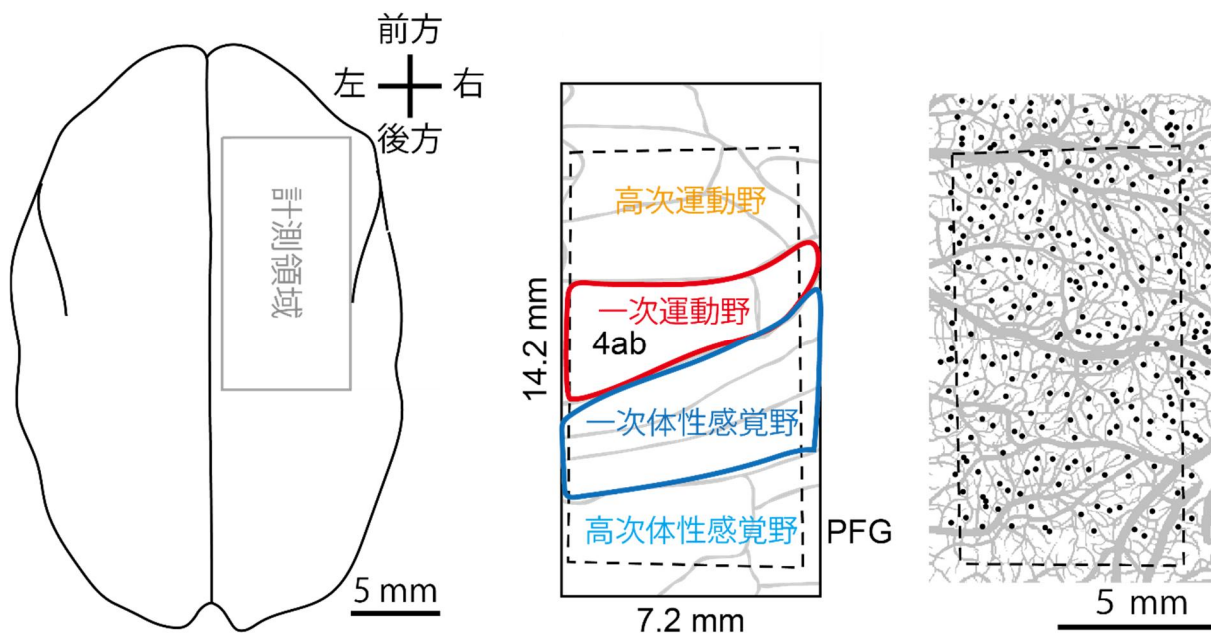 前方
左 右
後方
計測領域
5 mm
14.2 mm
高次運動野
一次運動野
4ab
一次体性感覚野
高次体性感覚野
PFG
7.2 mm
5 mm